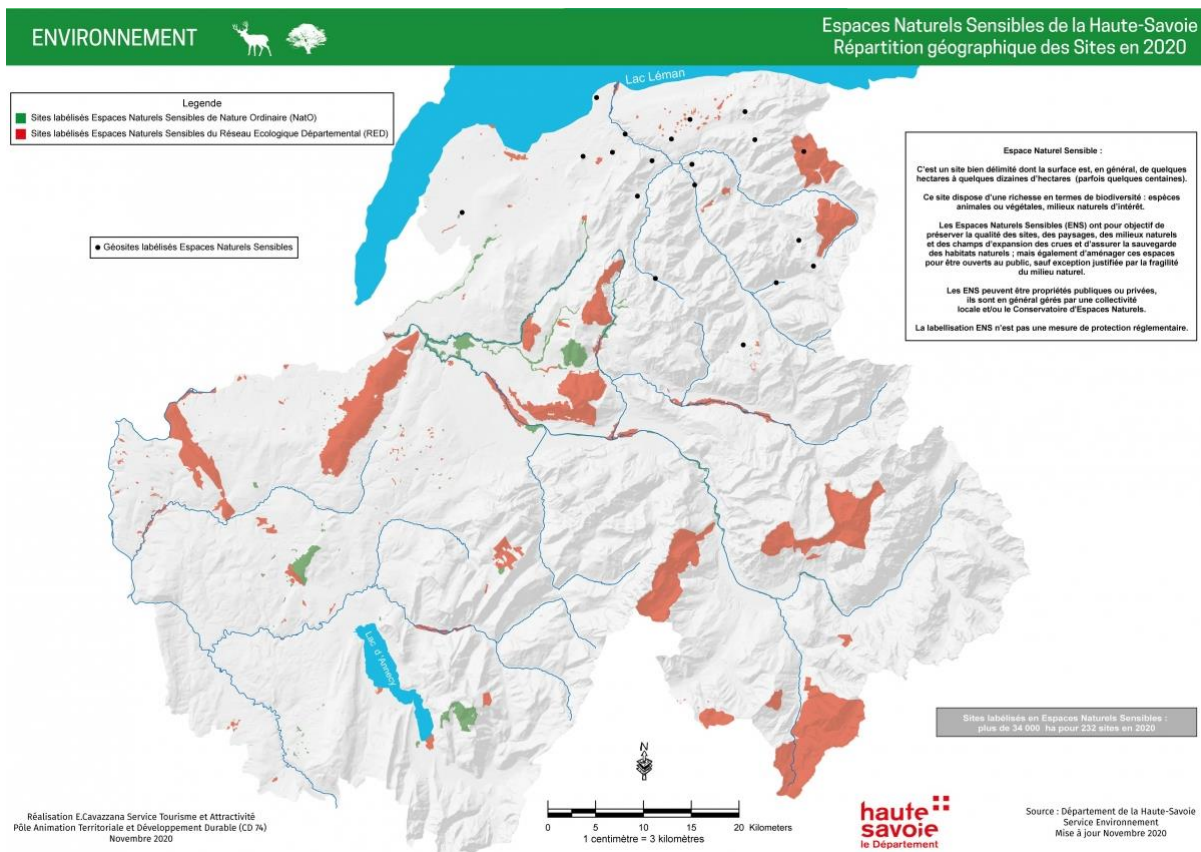 ENVIRONNEMENT
Espaces Naturels Sensibles de la Haute-Savoie
Répartition géographique des Sites en 2020
Lac Léman
Legende
Sites labélisés Espaces Naturels Sensibles de Nature Ordinaire (NatO)
Sites labélisés Espaces Naturels Sensibles du Réseau Ecologique Départemental (RED)
Géosites labélisés Espaces Naturels Sensibles
Espace Naturel Sensible :
C'est un site bien délimité dont la surface est, en général, de quelques
hectares à quelques dizaines d'hectares (parfois quelques centaines).
Ce site dispose d'une richesse en termes de biodiversité : espèces
animales ou végétales, milieux naturels d'intérêt.
Les Espaces Naturels Sensibles (ENS) ont pour objectif de
préserver la qualité des sites, des paysages, des milieux naturels
et des champs d'expansion des crues et d'assurer la sauvegarde
des habitats naturels ; mais également d'aménager ces espaces
pour être ouverts au public, sauf exception justifiée par la fragilité
du milieu naturel.
Les ENS peuvent être propriétés publiques ou privées,
ils sont en général gérés par une collectivité
locale et/ou le Conservatoire d'Espaces Naturels.
La labellisation ENS n'est pas une mesure de protection réglementaire.
Lac d'Annecy
Sites labélisés en Espaces Naturels Sensibles :
plus de 34 000 ha pour 232 sites en 2020
N
0 5 10 15 20 Kilometers
1 centimètre = 3 kilomètres
Réalisation E.Cavazzana Service Tourisme et Attractivité
Pôle Animation Territoriale et Développement Durable (CD 74)
Novembre 2020
haute
savoie
le Département
Source : Département de la Haute-Savoie
Service Environnement
Mise à jour Novembre 2020